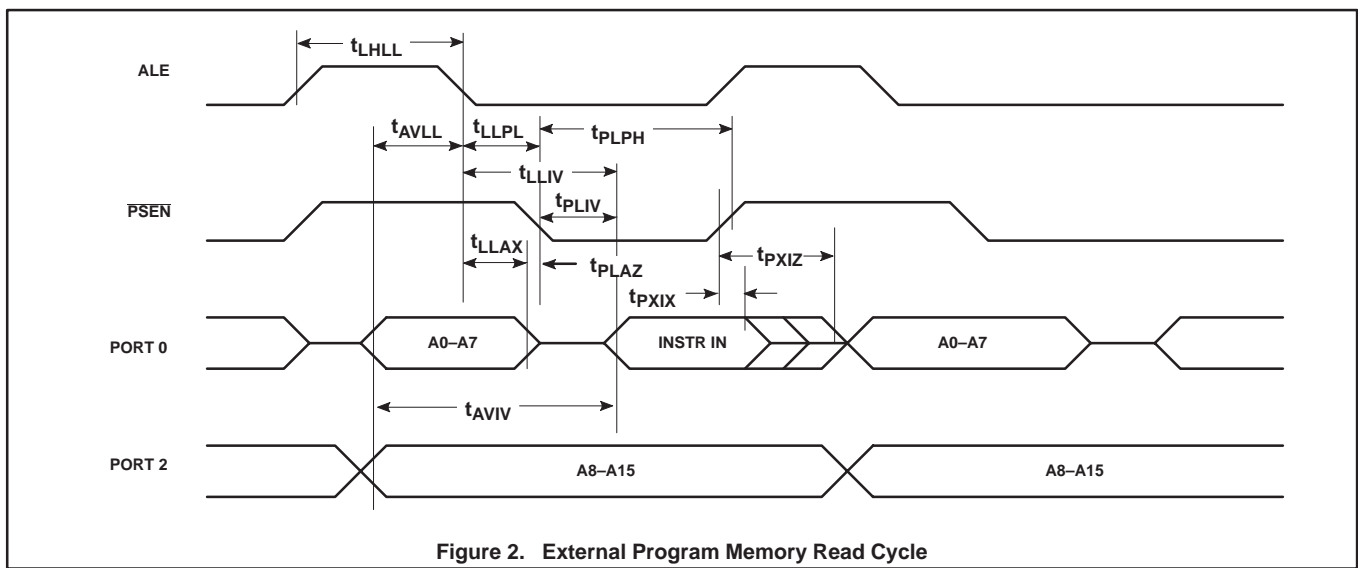 tLHLL
ALE
tAVLL
tLLPL
tPLPH
tLLIV
PSEN
tPLIV
tLLAX
tPLAZ
tPXIZ
tPXIX
PORT 0
A0–A7
INSTR IN
A0–A7
tAVIV
PORT 2
A8–A15
A8–A15
Figure 2. External Program Memory Read Cycle